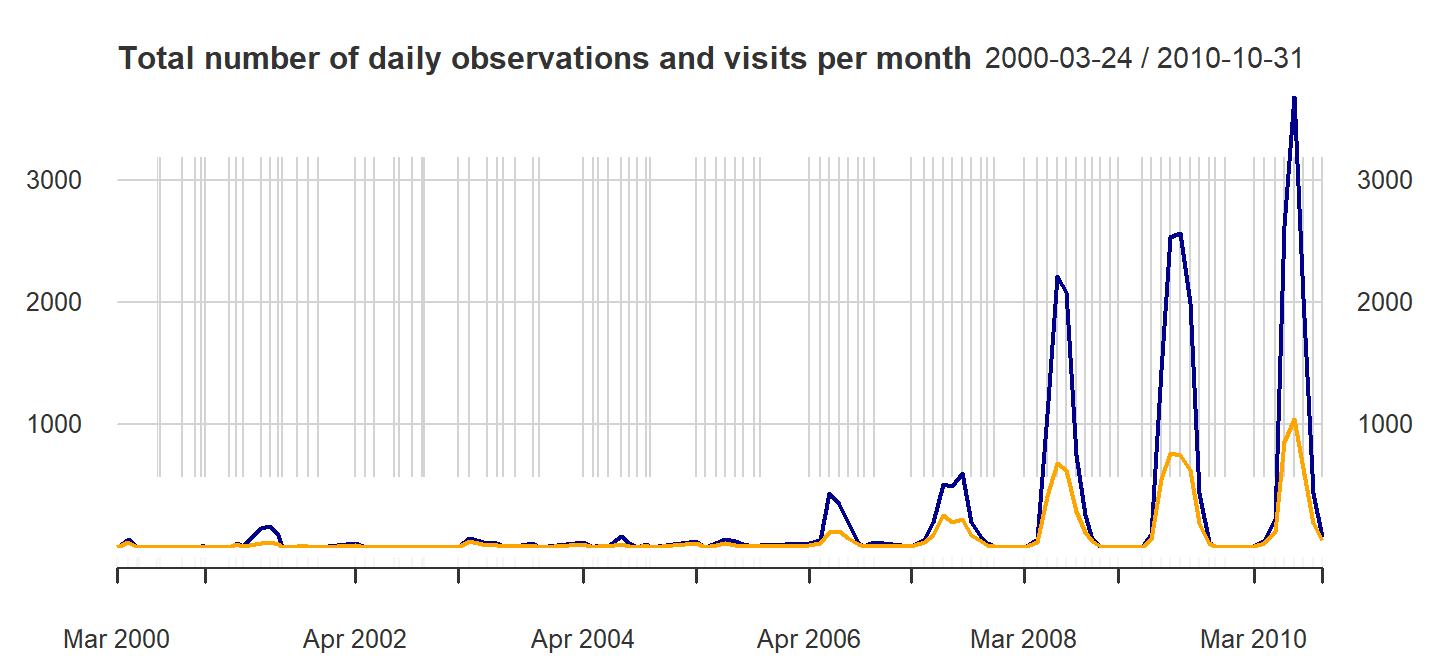 Total number of daily observations and visits per month 2000-03-24 / 2010-10-31
3000 3000
2000 2000
1000 1000
Mar 2000 Apr 2002 Apr 2004 Apr 2006 Mar 2008 Mar 2010